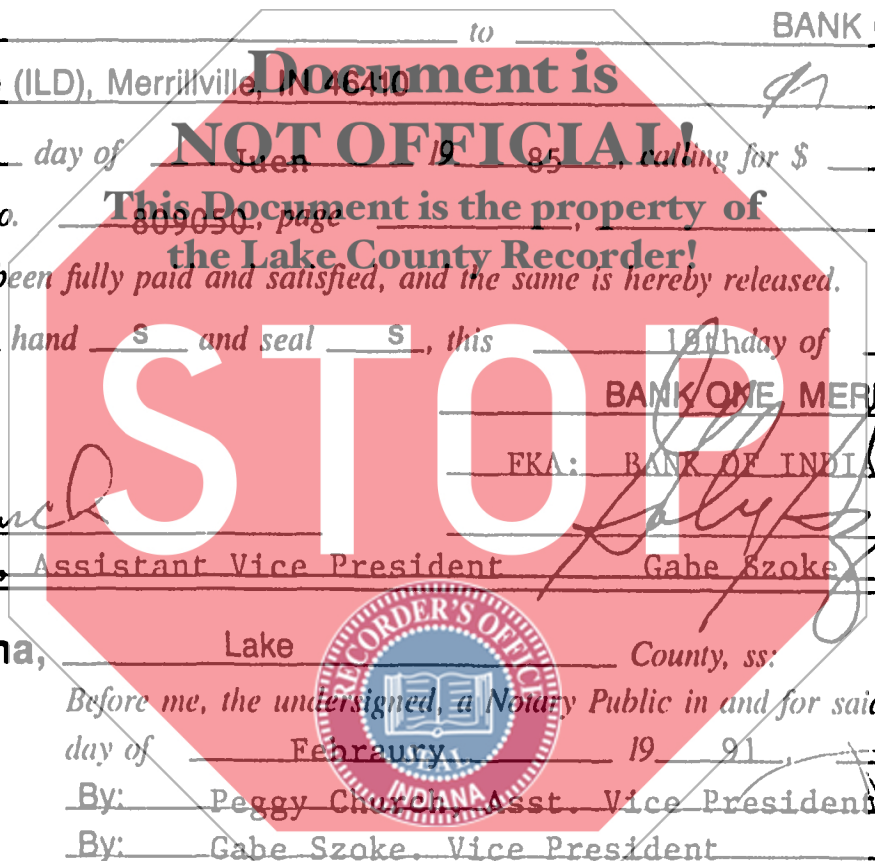 to BANK
(ILD), Merrillville, IN 46410
Document is
NOT OFFICIAL!
day of Juen 19 85, calling for $
This Document is the property of
809050, page ,
the Lake County Recorder!
been fully paid and satisfied, and the same is hereby released.
hand S and seal S, this 19thday of
STOP
BANK ONE MER
FKA: BANK OF INDIA
Assistant Vice President Gabe Szoke
RECORDER'S OFFICE
Lake County, ss:
Before me, the undersigned, a Notary Public in and for said
day of Febraury 19 91,
SEAL
INDIANA
By: Peggy Church, Asst. Vice President
By: Gabe Szoke, Vice President